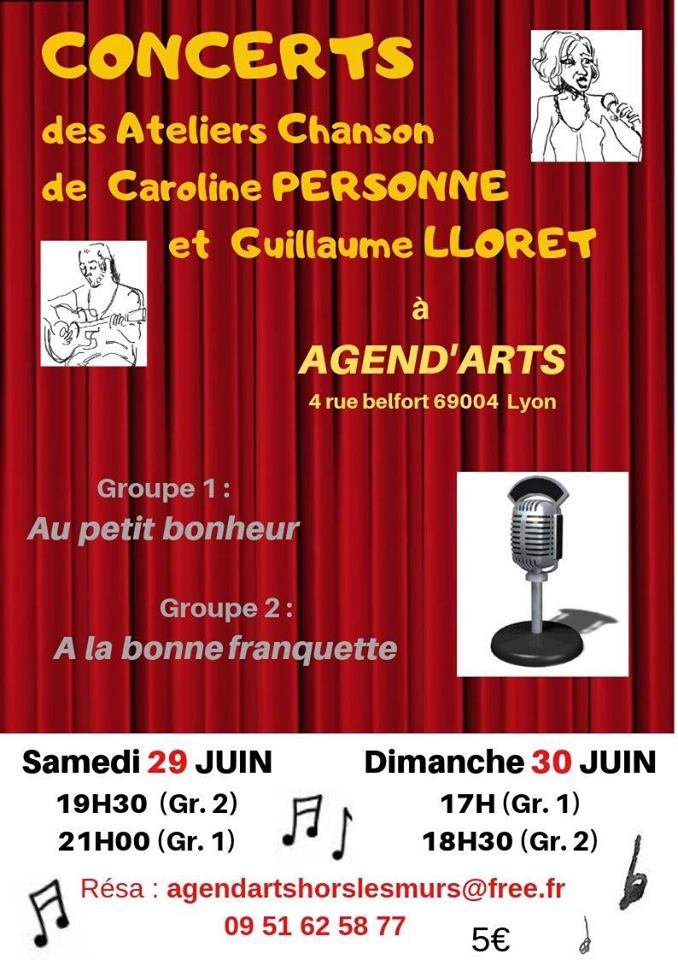 CONCERTS
des Ateliers Chanson
de Caroline PERSONNE
et Guillaume LLORET
à
AGEND'ARTS
4 rue belfort 69004 Lyon
Groupe 1 :
Au petit bonheur
Groupe 2 :
A la bonne franquette
Samedi 29 JUIN
19H30 (Gr. 2)
21H00 (Gr. 1)
Dimanche 30 JUIN
17H (Gr. 1)
18H30 (Gr. 2)
Résa : agendartshorslesmurs@free.fr
09 51 62 58 77
5€